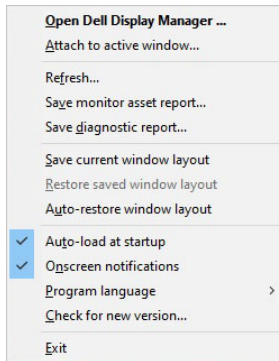 Open Dell Display Manager ...
Attach to active window...
Refresh...
Save monitor asset report...
Save diagnostic report...
Save current window layout
Restore saved window layout
Auto-restore window layout
Auto-load at startup
Onscreen notifications
Program language
Check for new version...
Exit